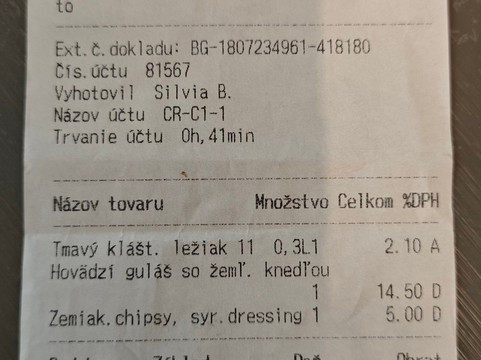 to
Ext.č.dokladu: BG-1807234961-418180
Čís.účtu 81567
Vyhotovil Silvia B.
Názov účtu CR-C1-1
Trvanie účtu 0h,41min
Názov tovaru Množstvo Celkom %DPH
Tmavý klášt. ležiak 11 0,3L1 2.10 A
Hovädzí guláš so žemľ. knedľou
1 14.50 D
Zemiak.chipsy, syr.dressing 1 5.00 D